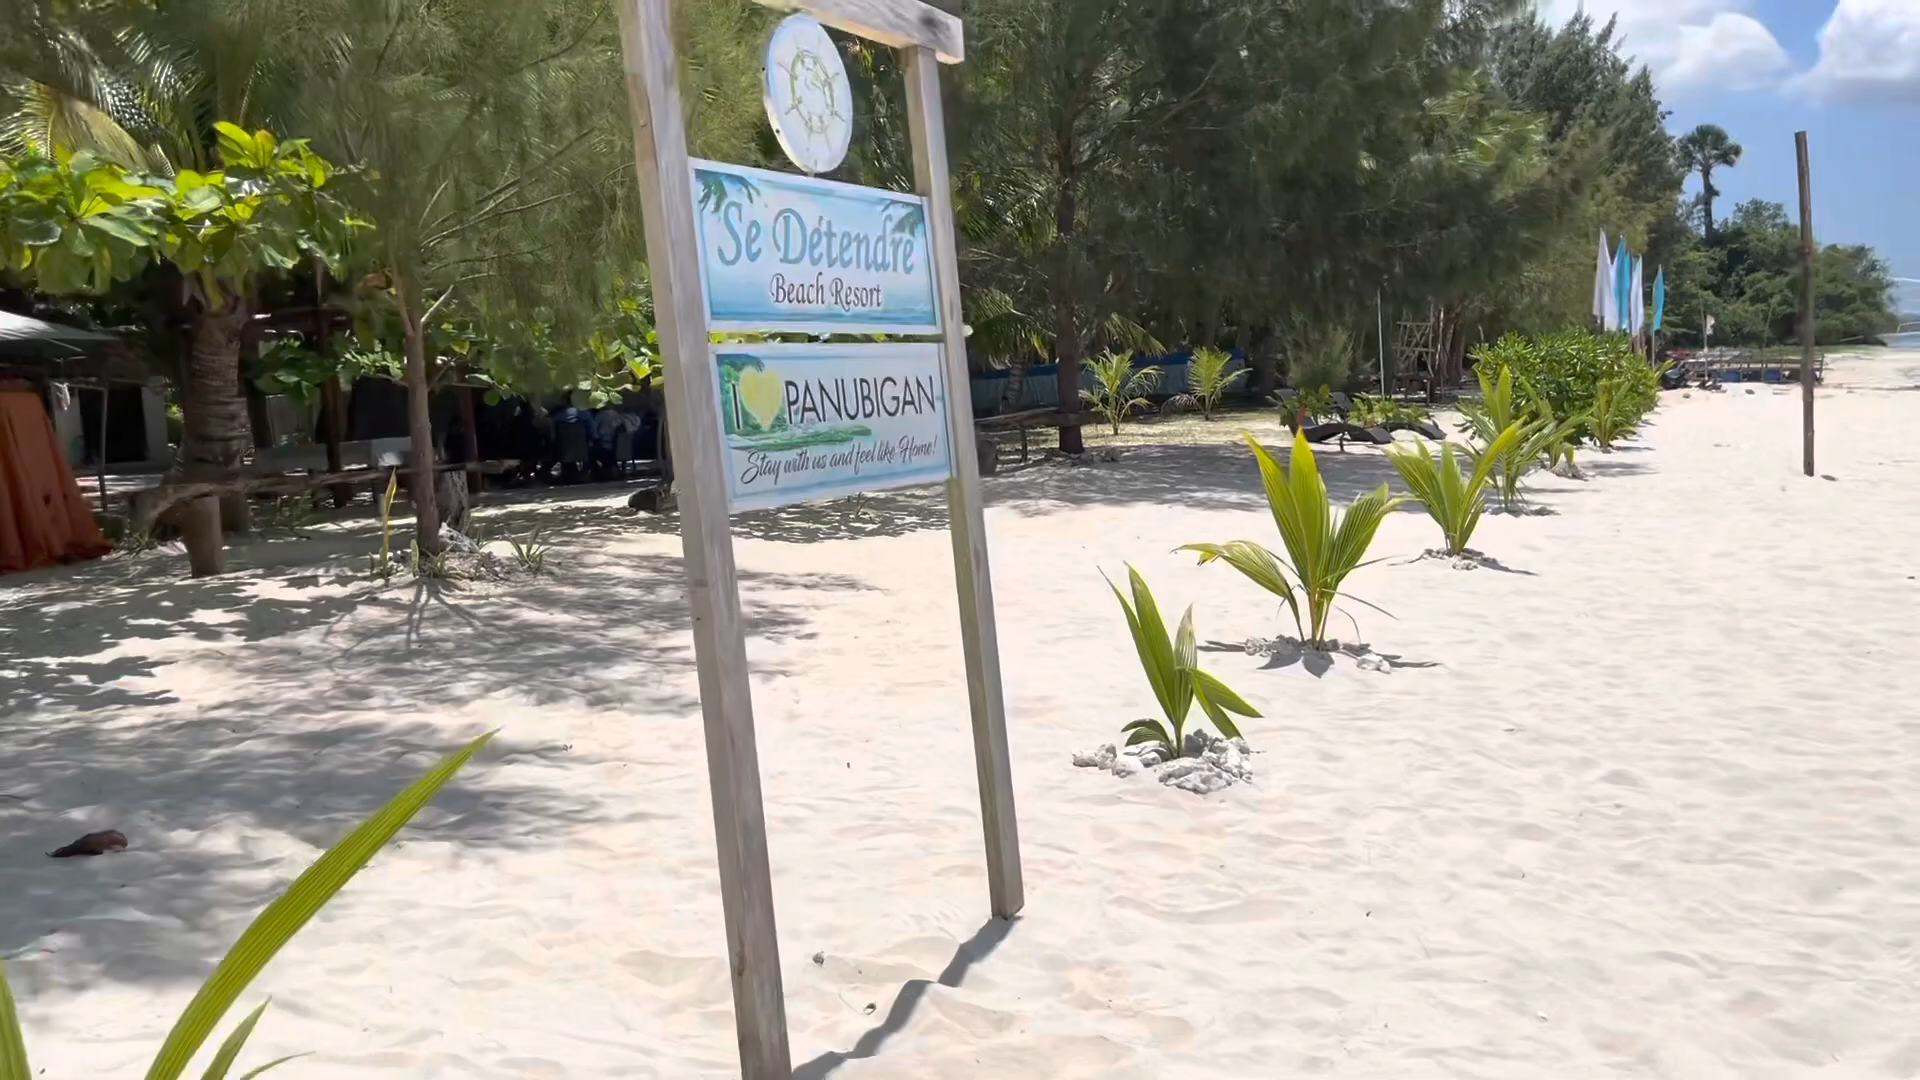 Se Détendre
Beach Resort
I PANUBIGAN
Stay with us and feel like Home!